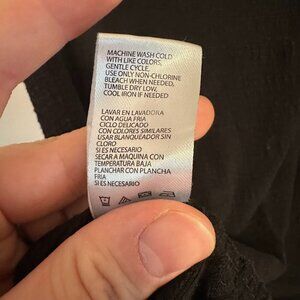 MACHINE WASH COLD
WITH LIKE COLORS,
GENTLE CYCLE.
USE ONLY NON-CHLORINE
BLEACH WHEN NEEDED,
TUMBLE DRY LOW,
COOL IRON IF NEEDED
LAVAR EN LAVADORA
CON AGUA FRIA
CICLO DELICADO
CON COLORES SIMILARES
USAR BLANQUEADOR SIN
CLORO
SI ES NECESARIO
SECAR A MAQUINA CON
TEMPERATURA BAJA
PLANCHAR CON PLANCHA
FRIA
SI ES NECESARIO